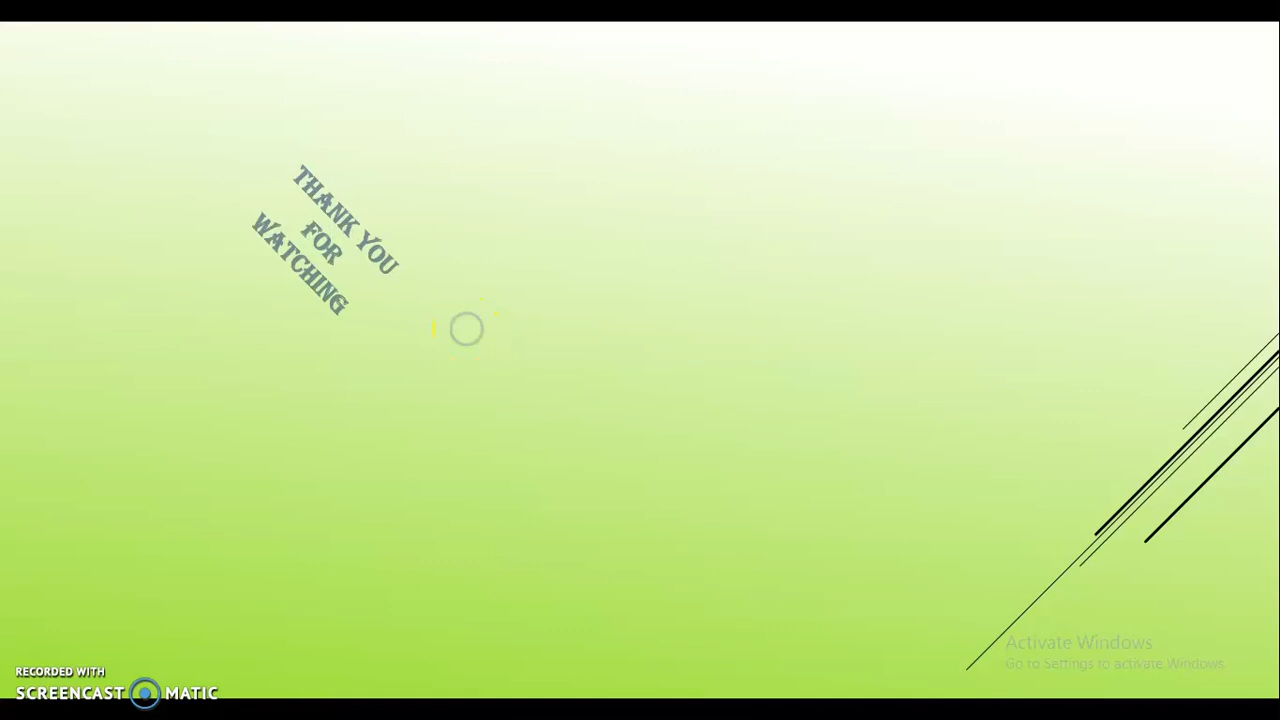 THANK YOU
FOR
WATCHING
Activate Windows
Go to Settings to activate Windows.
RECORDED WITH
SCREENCAST MATIC